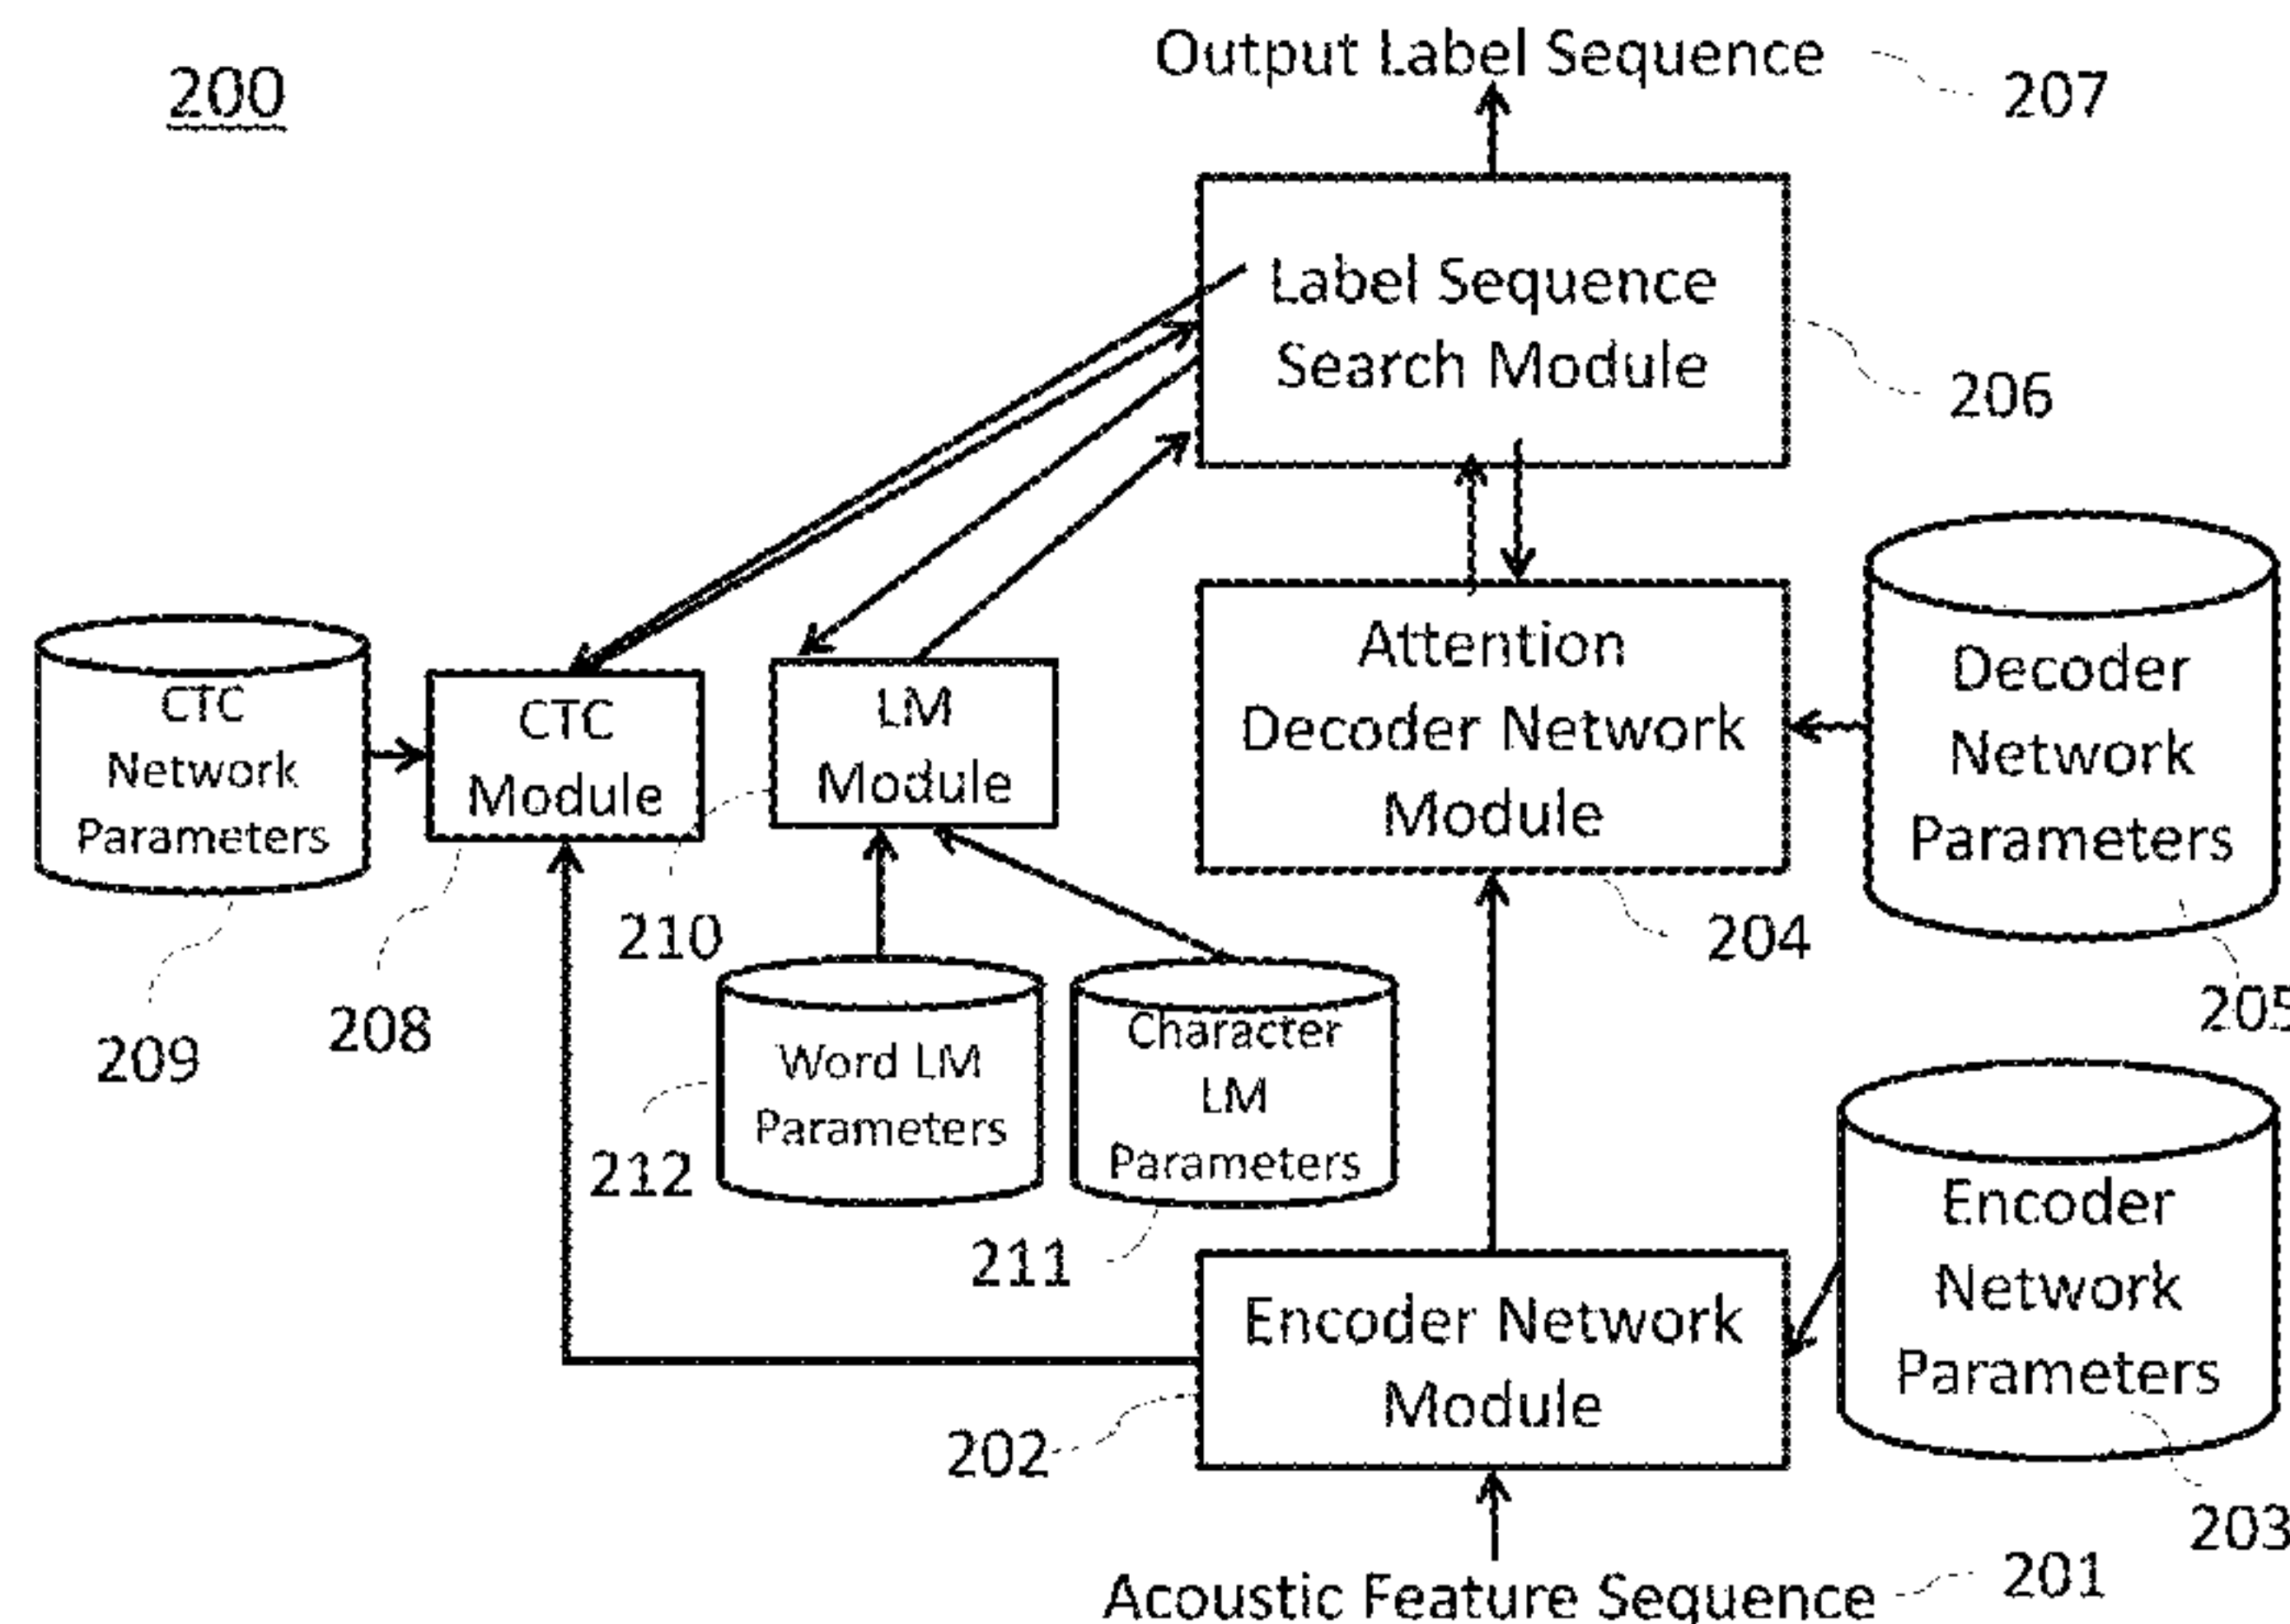 200
Output Label Sequence
207
Label Sequence
Search Module
206
Attention
Decoder Network
Module
204
Decoder
Network
Parameters
205
CTC
Network
Parameters
209
CTC
Module
208
LM
Module
210
Word LM
Parameters
212
Character
LM
Parameters
211
Encoder Network
Module
202
Encoder
Network
Parameters
203
Acoustic Feature Sequence
201